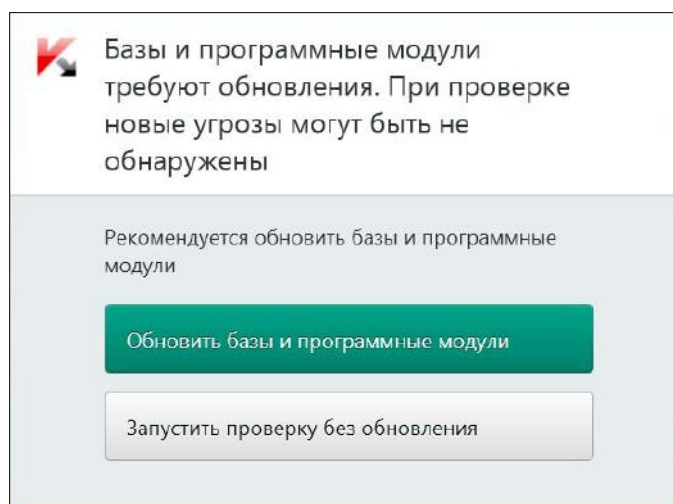 Базы и программные модули
требуют обновления. При проверке
новые угрозы могут быть не
обнаружены
Рекомендуется обновить базы и программные
модули
Обновить базы и программные модули
Запустить проверку без обновления